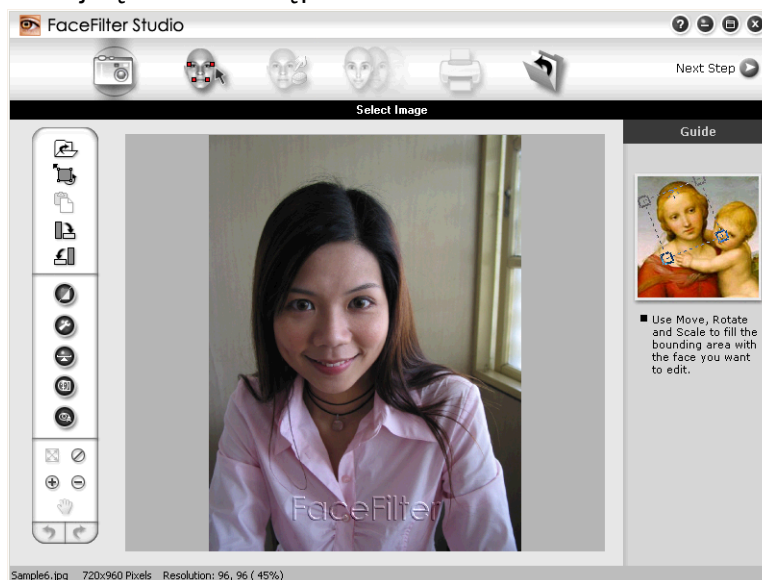 FaceFilter Studio
Next Step
Select Image
Guide
Use Move, Rotate
and Scale to fill the
bounding area with
the face you want
to edit.
FaceFilter
Sample6.jpg 720x960 Pixels Resolution: 96, 96 ( 45%)